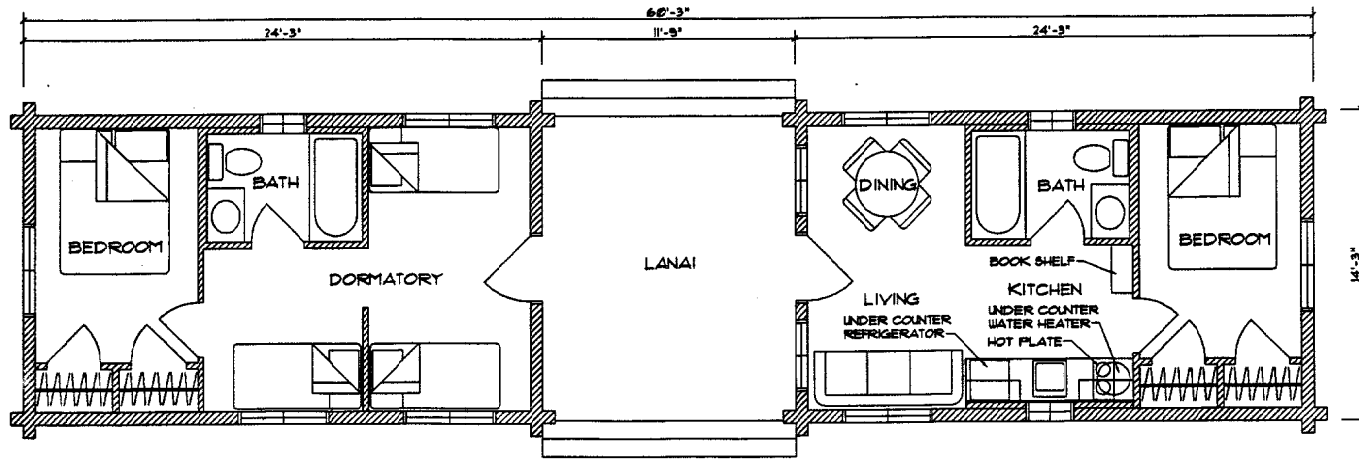 60'-3"
24'-3"
11'-9"
24'-3"
14'-3"
BEDROOM
BATH
DORMATORY
LANAI
DINING
BATH
BEDROOM
BOOK SHELF
LIVING
KITCHEN
UNDER COUNTER
REFRIGERATOR
UNDER COUNTER
WATER HEATER
HOT PLATE